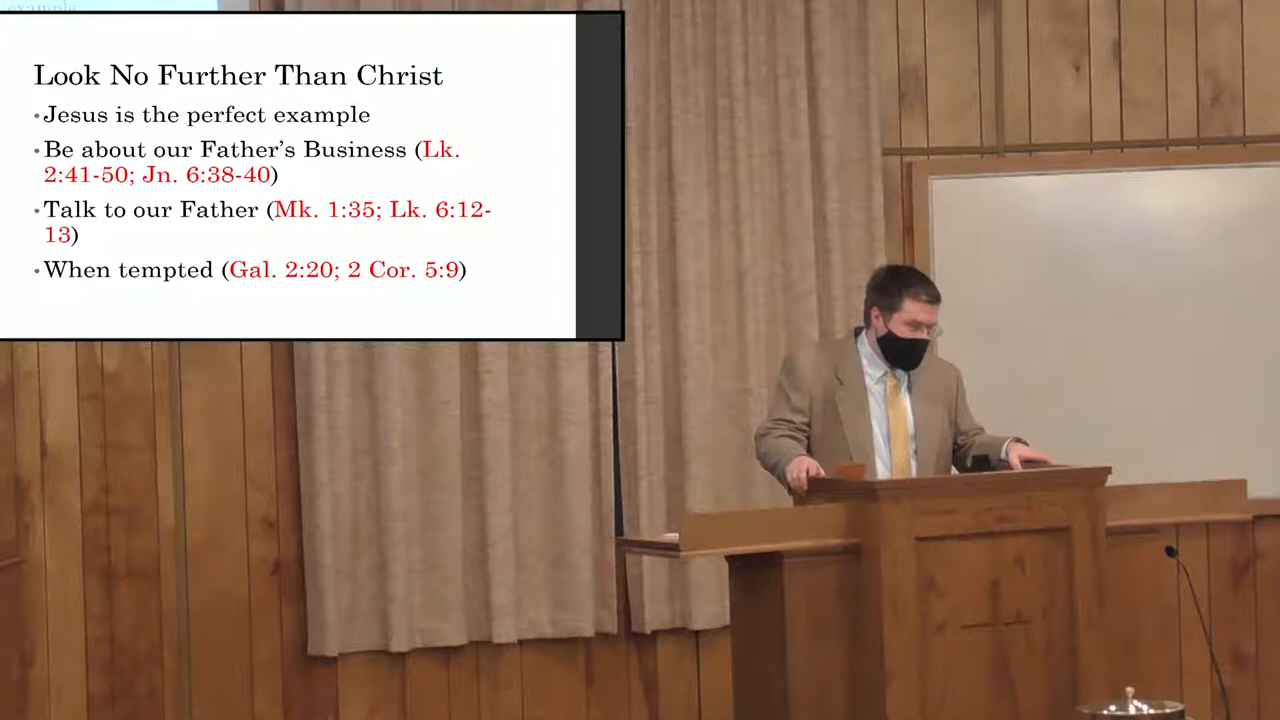 example
Look No Further Than Christ
•Jesus is the perfect example
•Be about our Father's Business (Lk.
2:41-50; Jn. 6:38-40)
•Talk to our Father (Mk. 1:35; Lk. 6:12-
13)
•When tempted (Gal. 2:20; 2 Cor. 5:9)